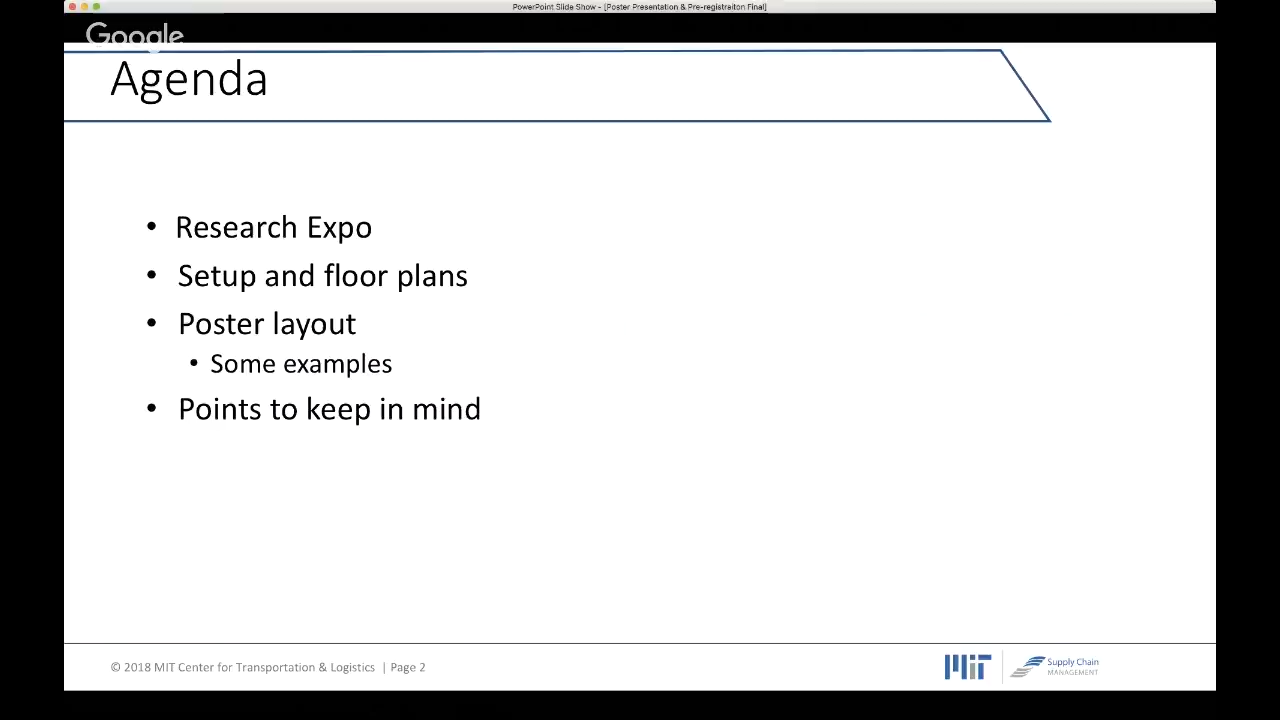 PowerPoint Slide Show - [Poster Presentation & Pre-registraiton Final]
Google
Agenda
• Research Expo
• Setup and floor plans
• Poster layout
• Some examples
• Points to keep in mind
© 2018 MIT Center for Transportation & Logistics | Page 2
MIT
Supply Chain
MANAGEMENT